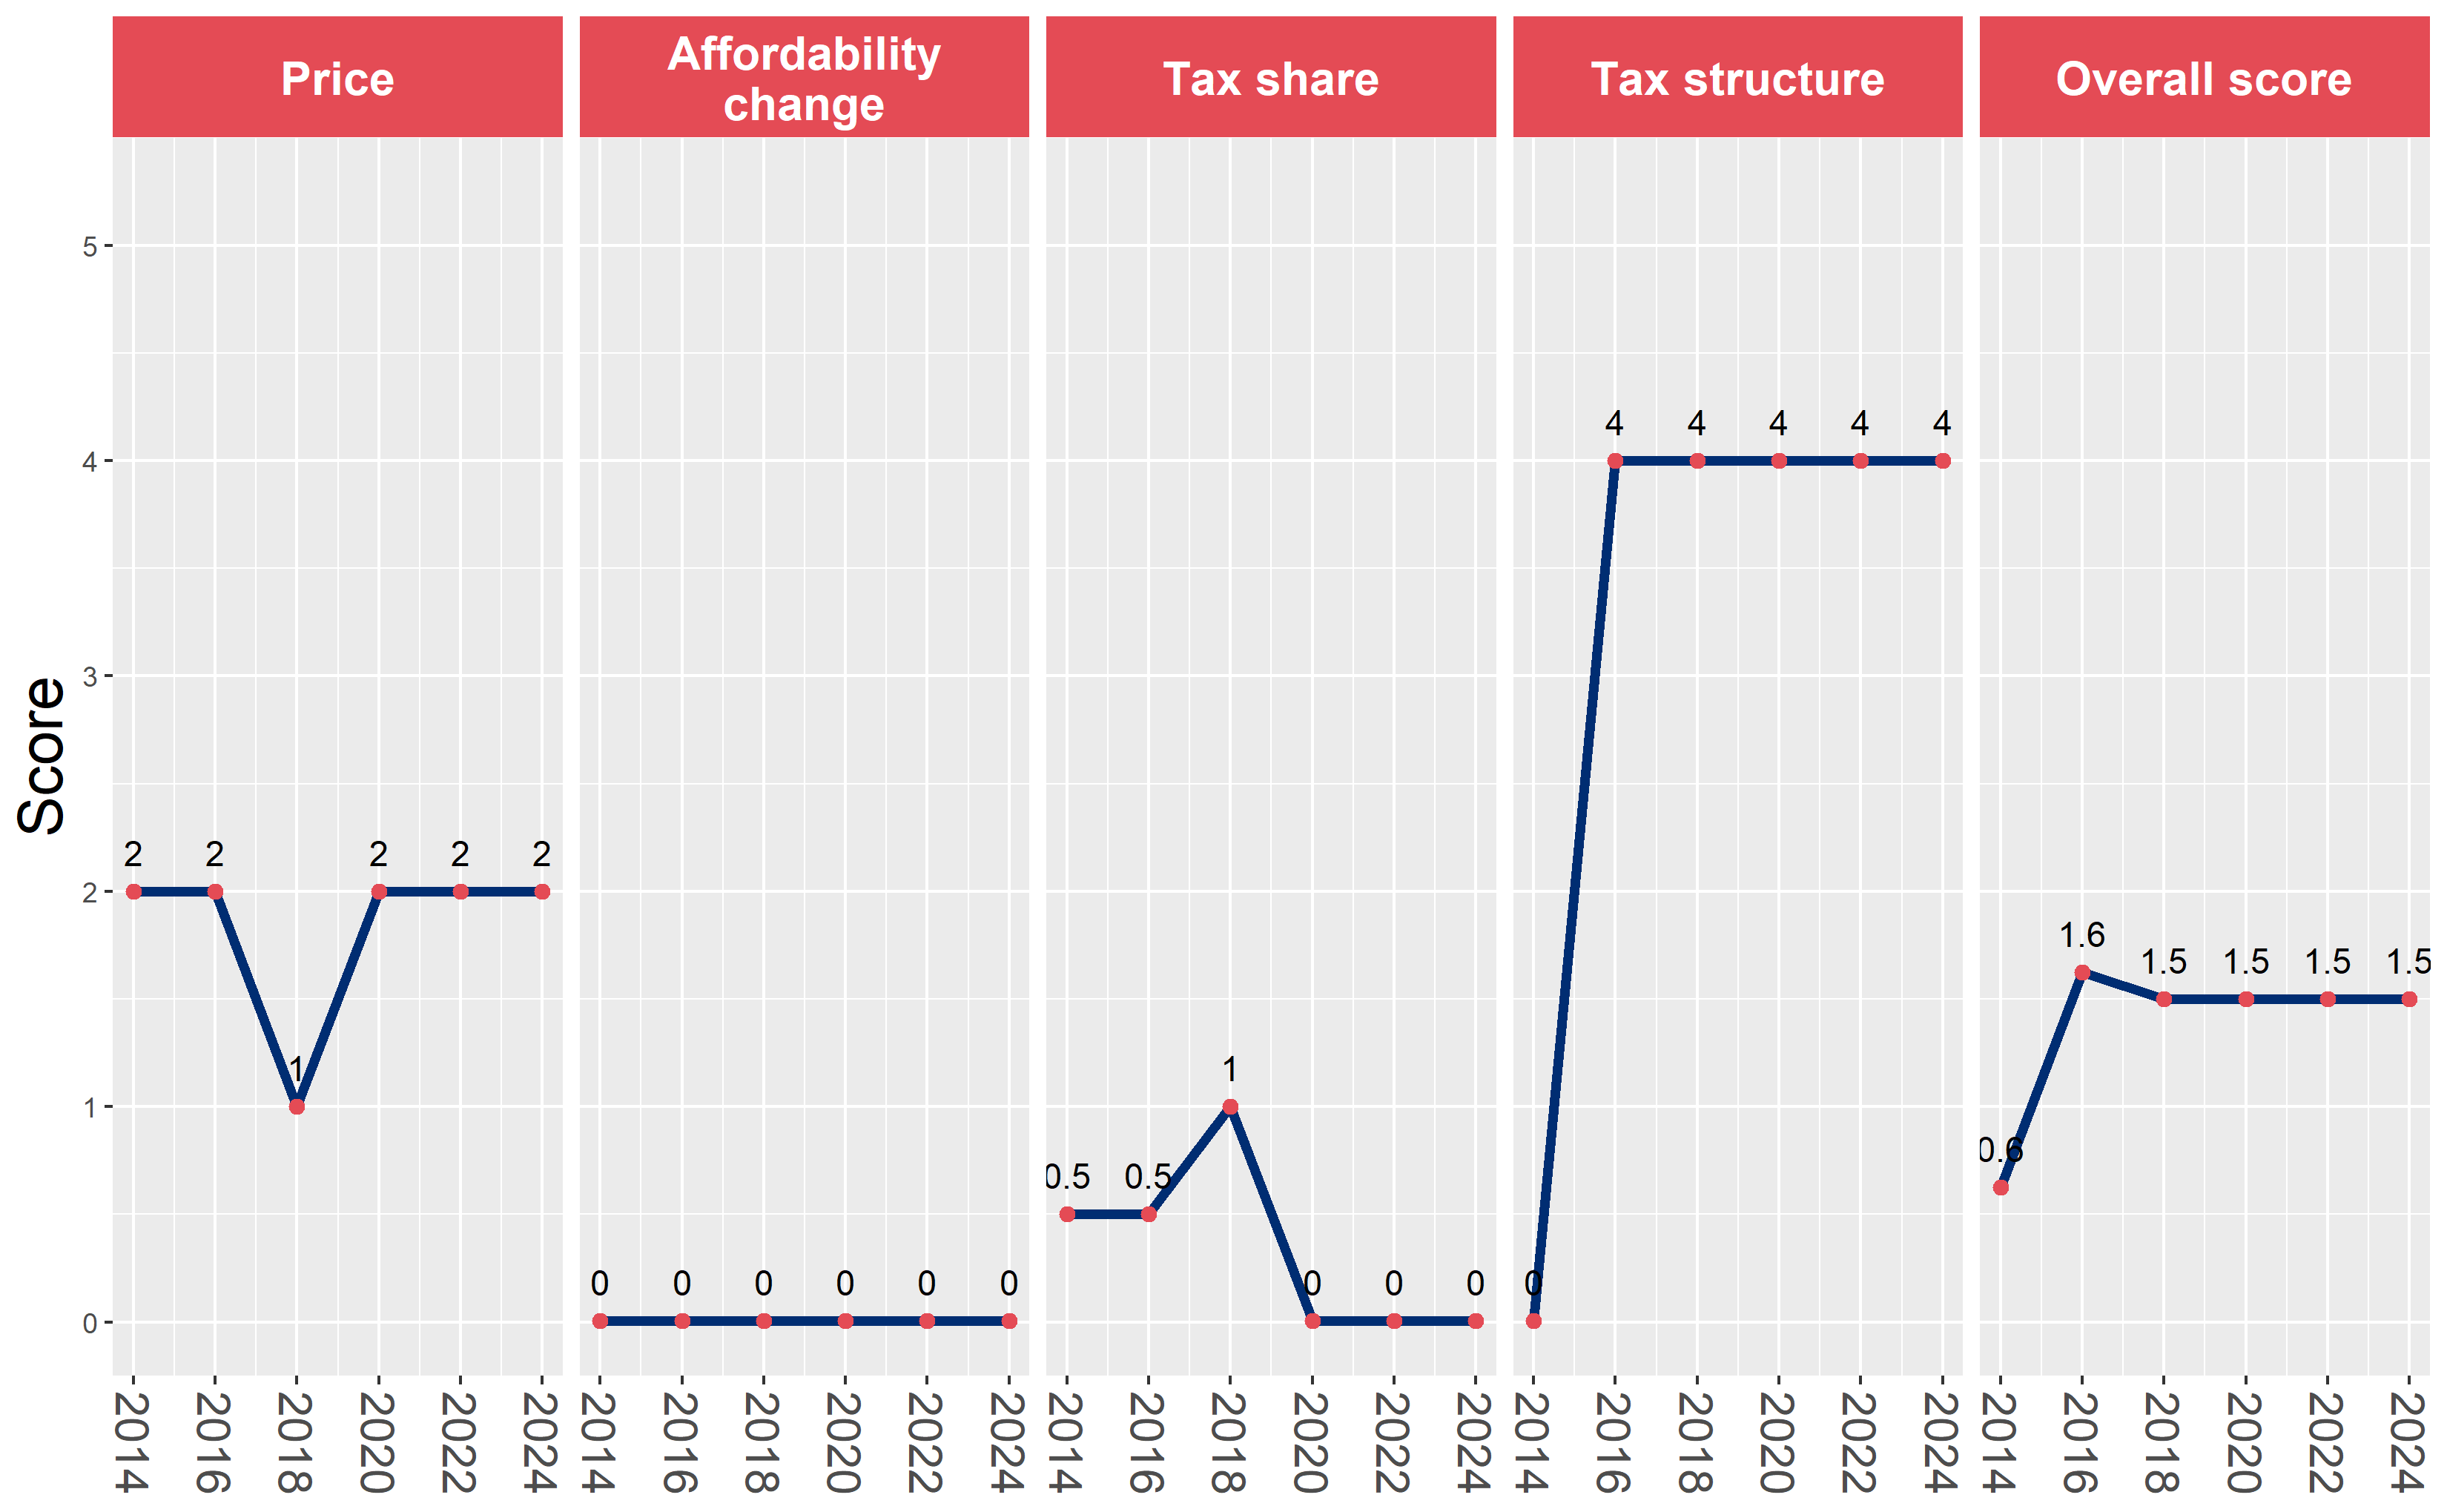 Price
Affordability
change
Tax share
Tax structure
Overall score
Score
5
4
3
2
1
0
2 2 1 2 2 2
0 0 0 0 0 0
0.5 0.5 1 0 0 0
0 4 4 4 4 4
0.6 1.6 1.5 1.5 1.5 1.5
2014 2016 2018 2020 2022 2024
2014 2016 2018 2020 2022 2024
2014 2016 2018 2020 2022 2024
2014 2016 2018 2020 2022 2024
2014 2016 2018 2020 2022 2024